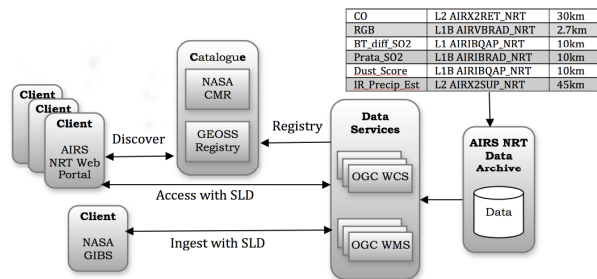 CO L2 AIRX2RET_NRT 30km
RGB L1B AIRVBRAD_NRT 2.7km
BT_diff_SO2 L1 AIRIBQAP_NRT 10km
Prata_SO2 L1B AIRIBRAD_NRT 10km
Dust_Score L1B AIRIBQAP_NRT 10km
IR_Precip_Est L2 AIRX2SUP_NRT 45km
Catalogue
NASA
CMR
GEOSS
Registry
Client
Client
Client
AIRS
NRT Web
Portal
Discover
Registry
Data
Services
OGC WCS
OGC WMS
AIRS NRT
Data
Archive
Data
Access with SLD
Client
NASA
GIBS
Ingest with SLD